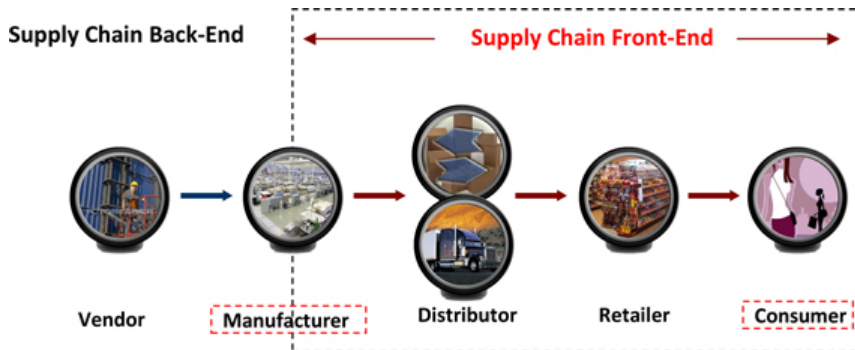 Supply Chain Back-End
Supply Chain Front-End
Vendor
Manufacturer
Distributor
Retailer
Consumer